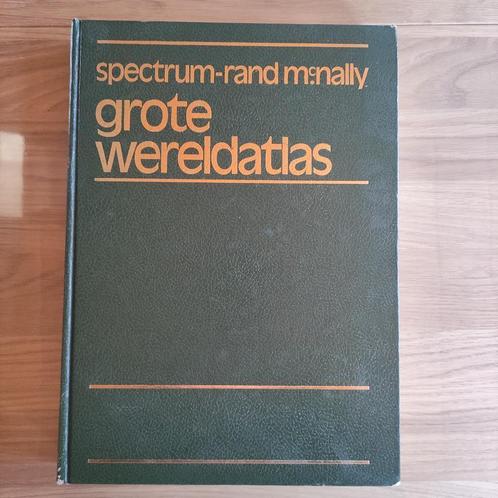 spectrum-rand mcnally
grote
wereldatlas